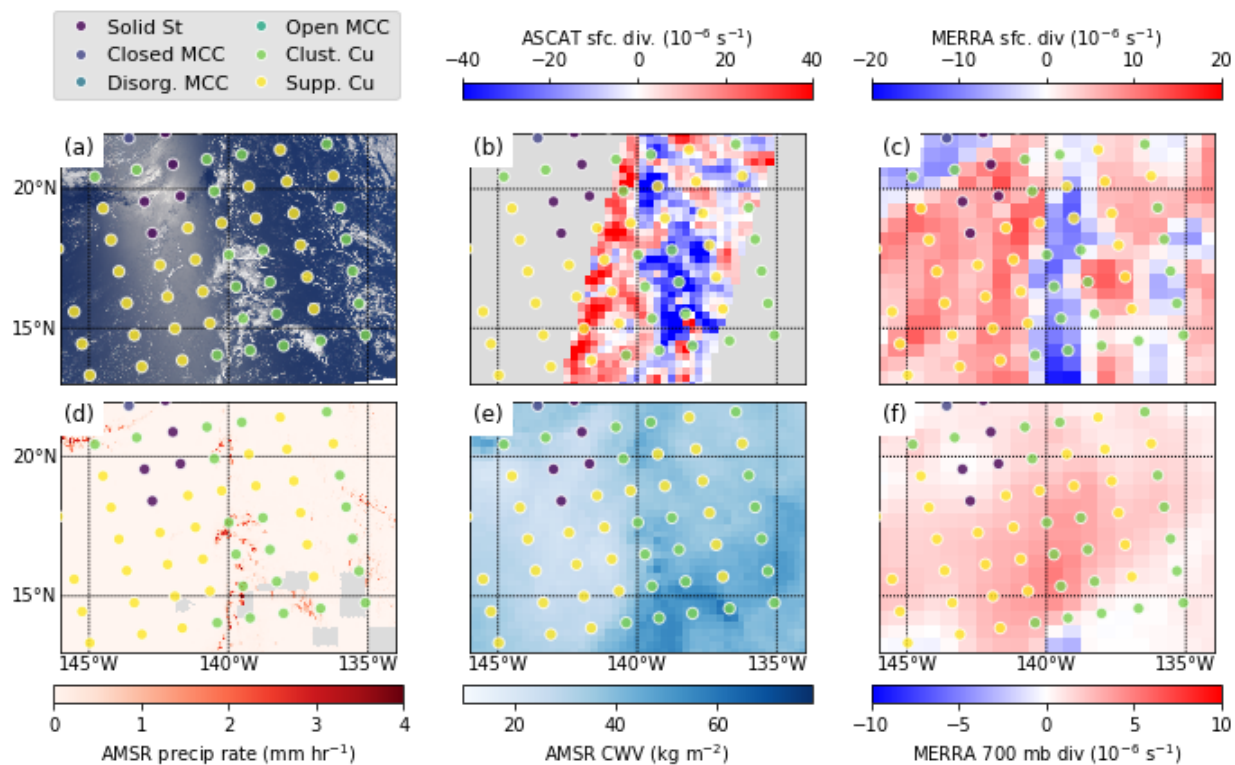 Solid St
Closed MCC
Disorg. MCC
Open MCC
Clust. Cu
Supp. Cu
ASCAT sfc. div. (10⁻⁶ s⁻¹)
−40 −20 0 20 40
MERRA sfc. div (10⁻⁶ s⁻¹)
−20 −10 0 10 20
(a) (b) (c)
20°N
15°N
(d) (e) (f)
20°N
15°N
145°W 140°W 135°W 145°W 140°W 135°W 145°W 140°W 135°W
0 1 2 3 4
AMSR precip rate (mm hr⁻¹)
20 40 60
AMSR CWV (kg m⁻²)
−10 −5 0 5 10
MERRA 700 mb div (10⁻⁶ s⁻¹)